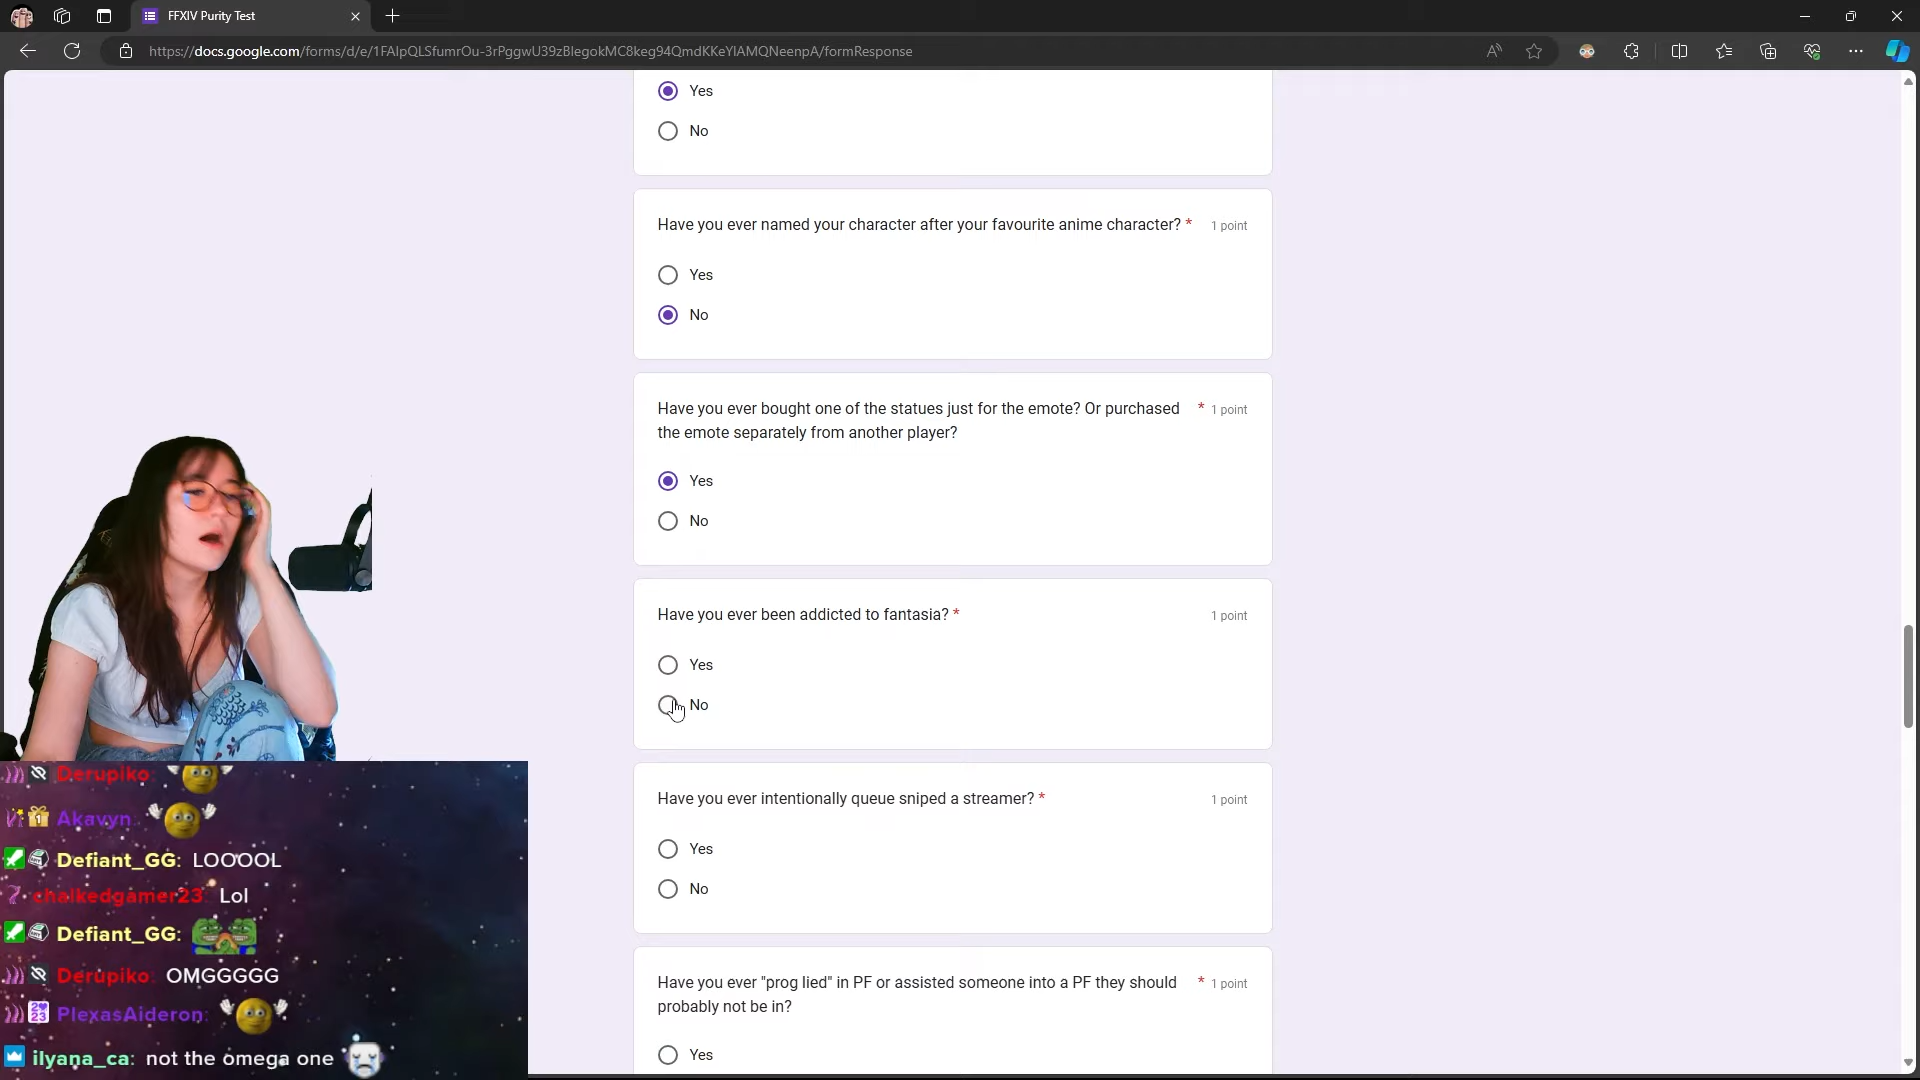 FFXIV Purity Test
https://docs.google.com/forms/d/e/1FAIpQLSfumrOu-3rPggwU39zBlegokMC8keg94QmdKKeYlAMQNeenpA/formResponse
Yes
No
Have you ever named your character after your favourite anime character? * 1 point
Yes
No
Have you ever bought one of the statues just for the emote? Or purchased * 1 point
the emote separately from another player?
Yes
No
Have you ever been addicted to fantasia? * 1 point
Yes
No
Have you ever intentionally queue sniped a streamer? * 1 point
Yes
No
Have you ever "prog lied" in PF or assisted someone into a PF they should * 1 point
probably not be in?
Yes
Derupiko:
Akavyn:
Defiant_GG: LOOOOL
chalkedgamer23: Lol
Defiant_GG:
Derupiko: OMGGGGG
PlexasAideron:
ilyana_ca: not the omega one